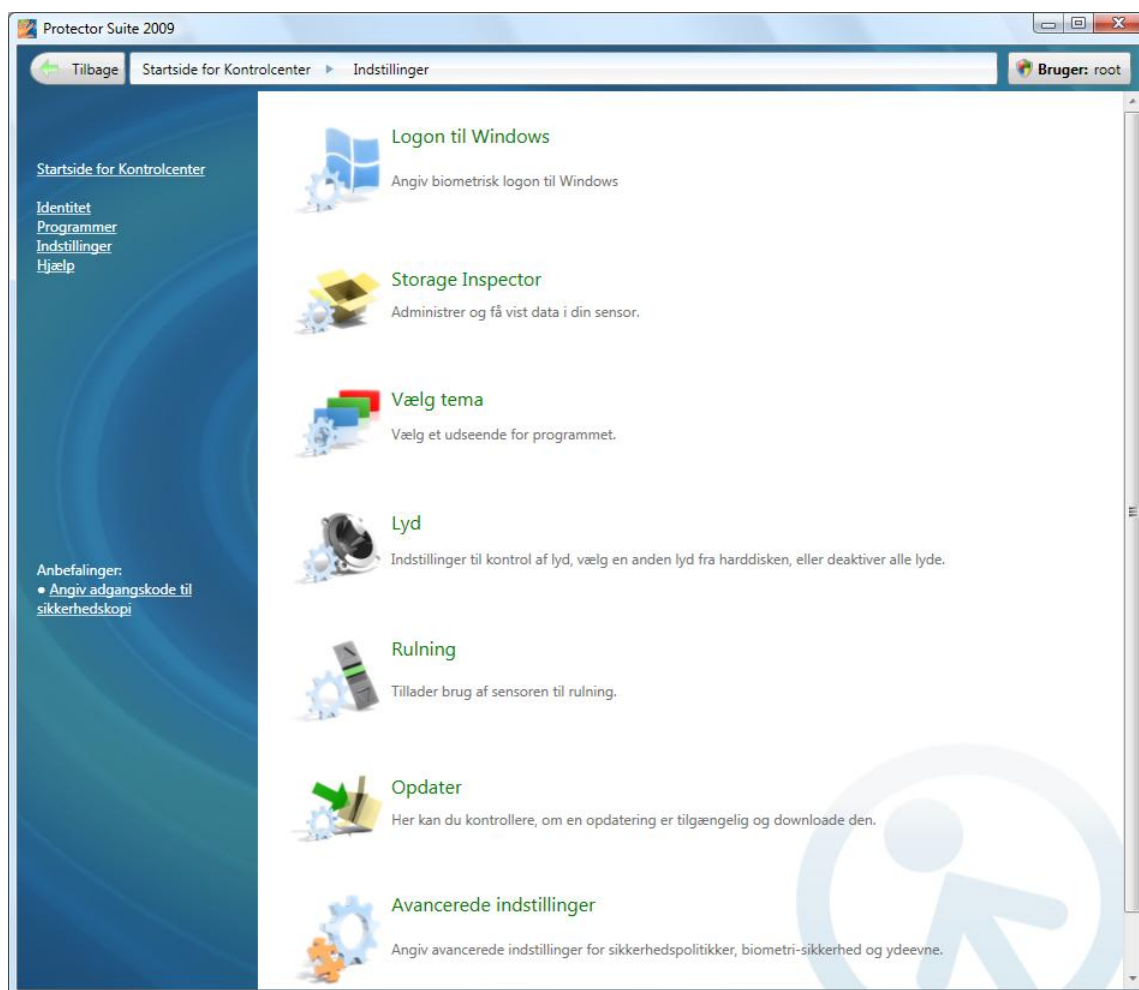 Protector Suite 2009
Tilbage
Startside for Kontrolcenter
Indstillinger
Bruger: root
Startside for Kontrolcenter
Identitet
Programmer
Indstillinger
Hjælp
Anbefalinger:
● Angiv adgangskode til
sikkerhedskopi
Logon til Windows
Angiv biometrisk logon til Windows
Storage Inspector
Administrer og få vist data i din sensor.
Vælg tema
Vælg et udseende for programmet.
Lyd
Indstillinger til kontrol af lyd, vælg en anden lyd fra harddisken, eller deaktiver alle lyde.
Rulning
Tillader brug af sensoren til rulning.
Opdater
Her kan du kontrollere, om en opdatering er tilgængelig og downloade den.
Avancerede indstillinger
Angiv avancerede indstillinger for sikkerhedspolitikker, biometri-sikkerhed og ydeevne.